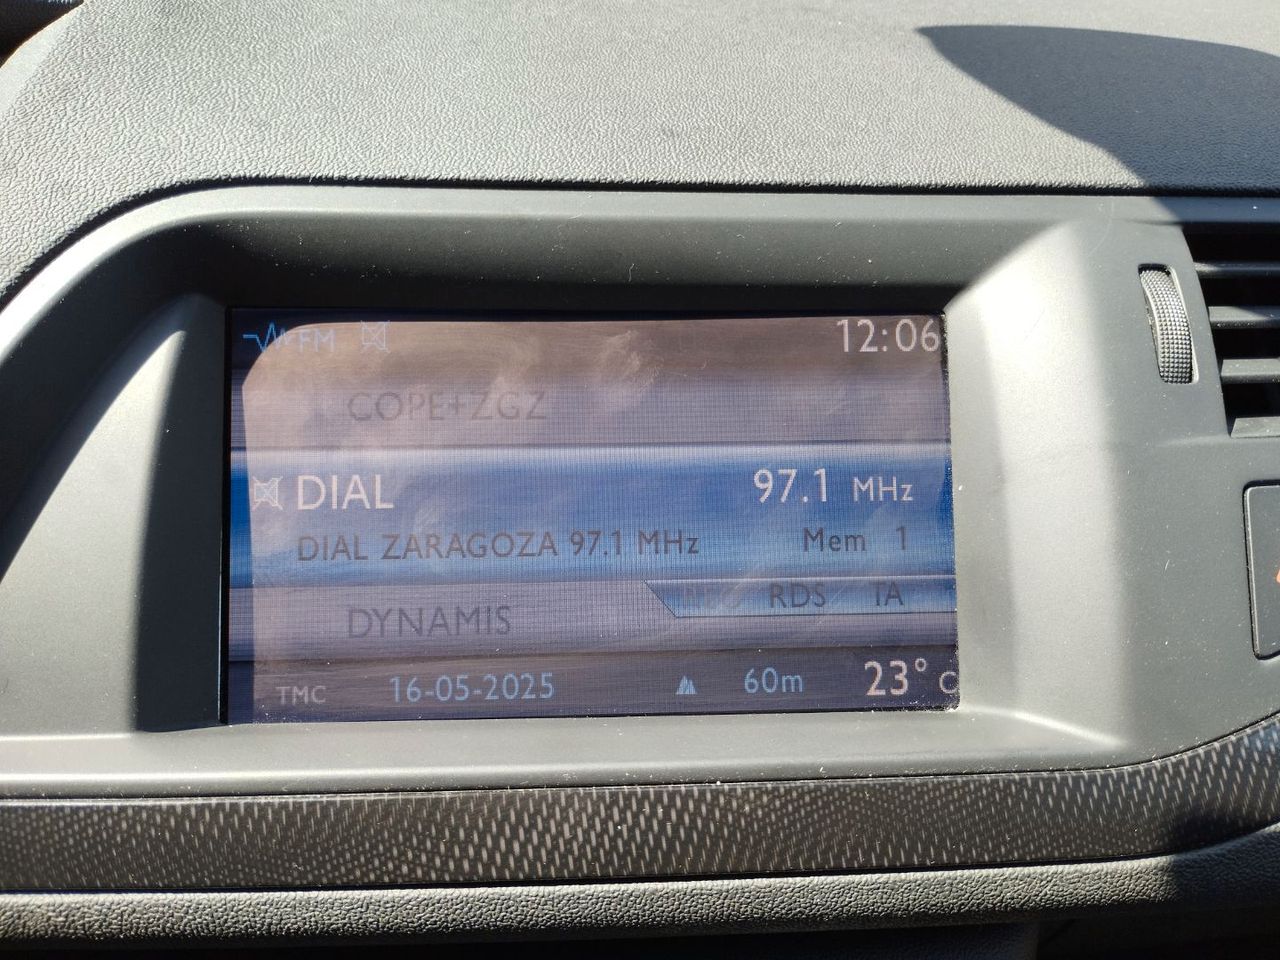 FM 12:06
COPE+ZGZ
DIAL 97.1 MHz
DIAL ZARAGOZA 97.1 MHz Mem 1
RDS TA
DYNAMIS
TMC 16-05-2025 60m 23° C